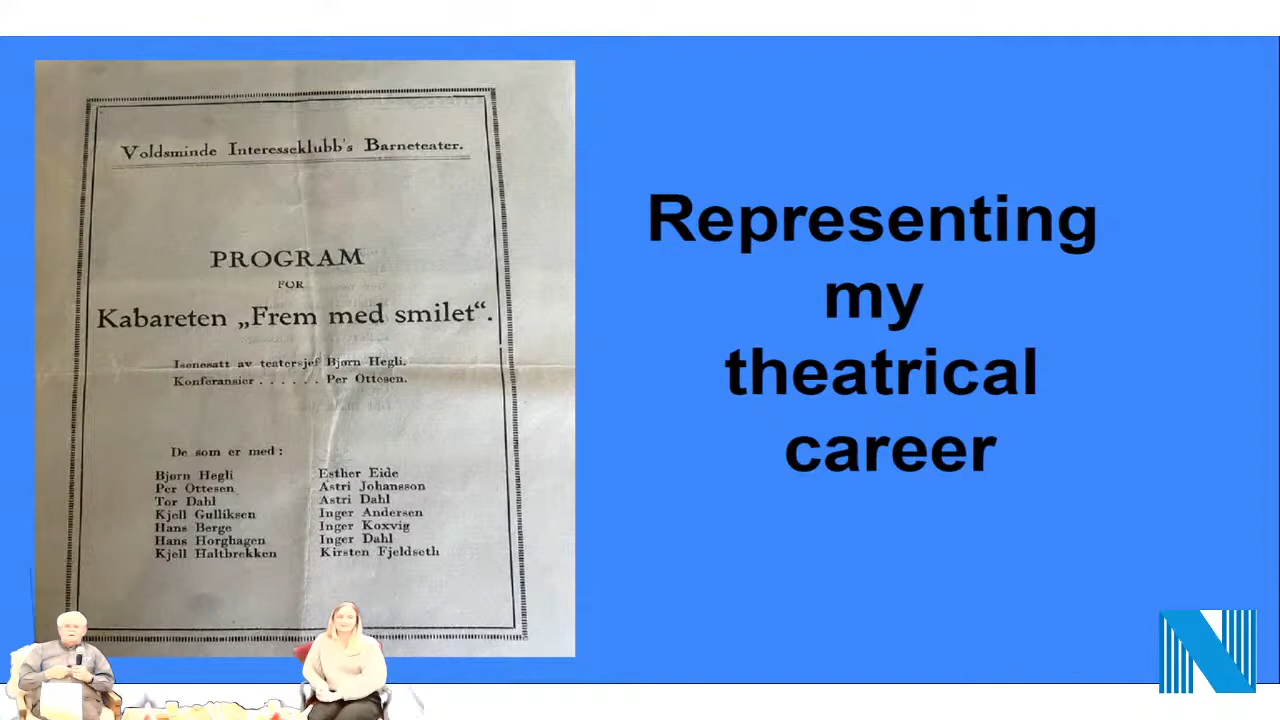 Voldsminde Interesseklubb's Barneteater.
PROGRAM
FOR
Kabareten „Frem med smilet“.
Isenesatt av teatersjef Bjørn Hegli.
Konferansier . . . . . . Per Ottesen.
De som er med :
Bjørn Hegli
Per Ottesen
Tor Dahl
Kjell Gulliksen
Hans Berge
Hans Horghagen
Kjell Haltbrekken
Esther Eide
Astri Johansson
Astri Dahl
Inger Andersen
Inger Koxvig
Inger Dahl
Kirsten Fjeldseth
Representing
my
theatrical
career
N